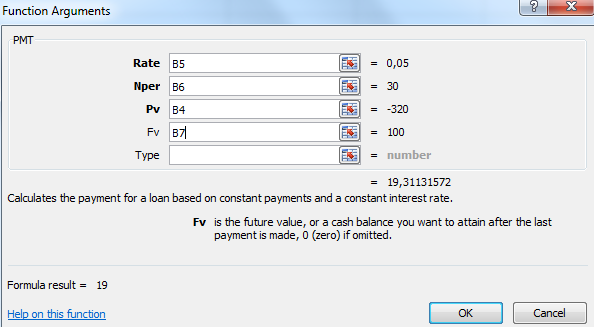 Function Arguments
PMT
Rate B5 = 0,05
Nper B6 = 30
Pv B4 = -320
Fv B7 = 100
Type = number
= 19,31131572
Calculates the payment for a loan based on constant payments and a constant interest rate.
Fv is the future value, or a cash balance you want to attain after the last
payment is made, 0 (zero) if omitted.
Formula result = 19
Help on this function OK Cancel